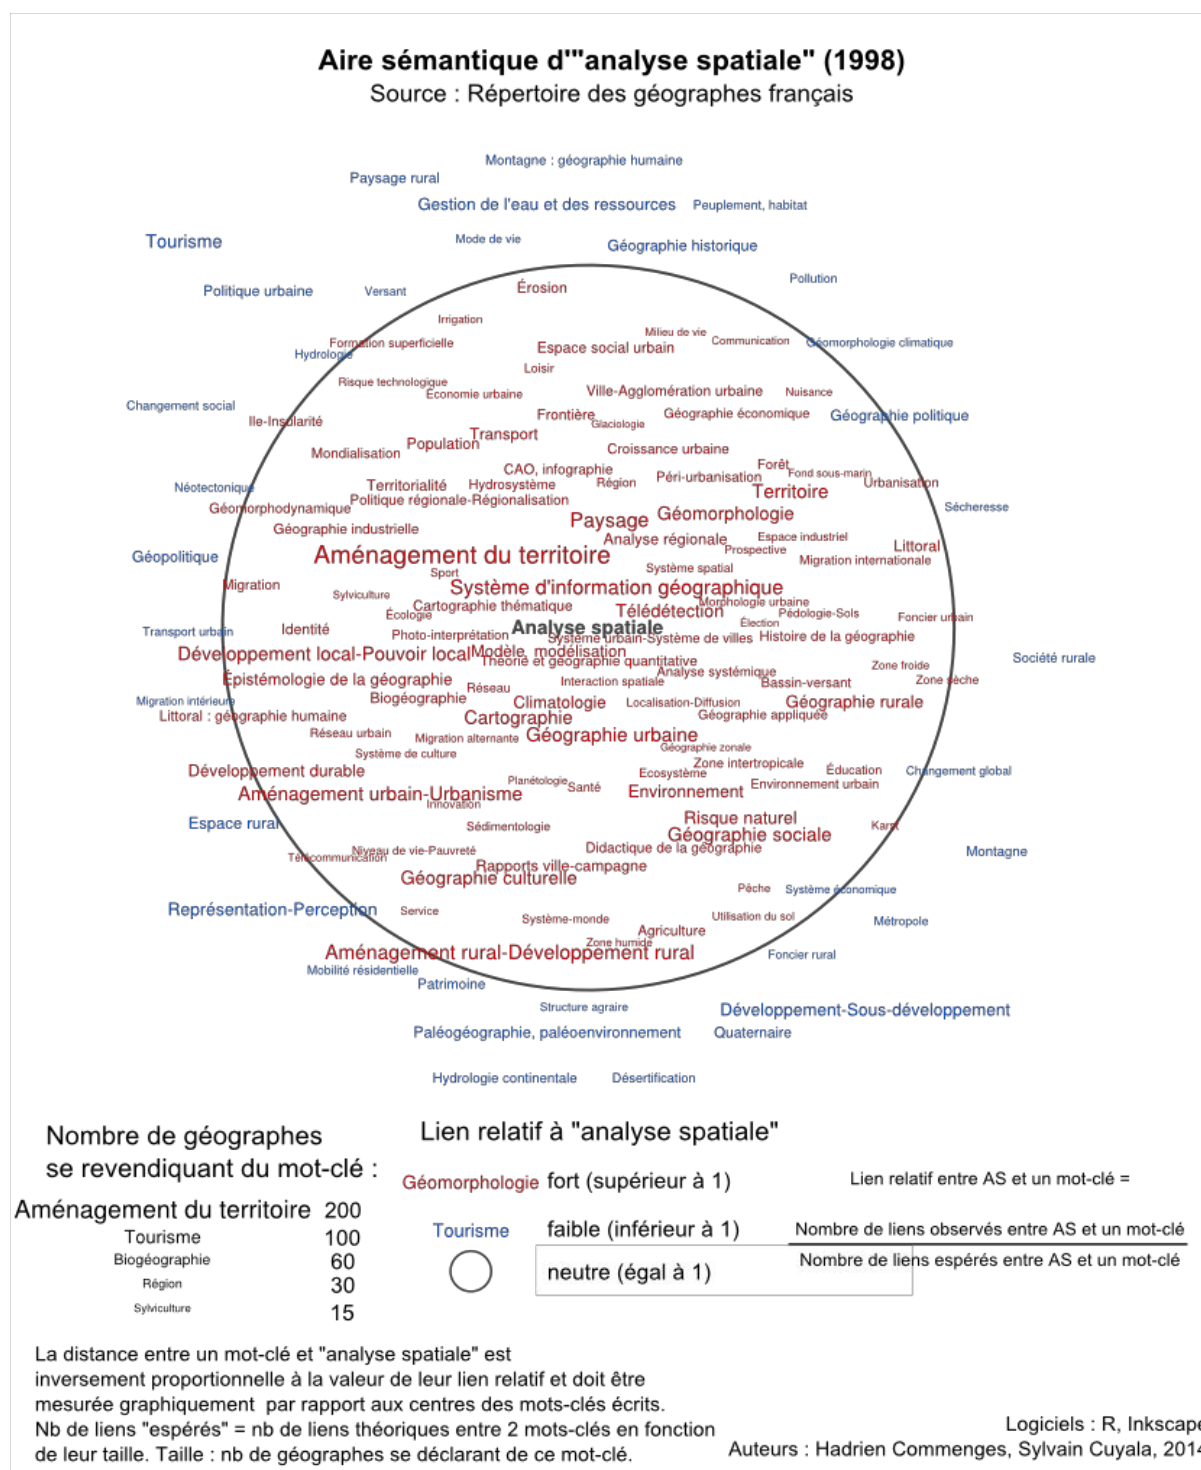 Aire sémantique d'"analyse spatiale" (1998)
Source : Répertoire des géographes français
Montagne : géographie humaine
Paysage rural
Gestion de l'eau et des ressources
Peuplement, habitat
Tourisme
Mode de vie
Géographie historique
Pollution
Politique urbaine
Versant
Érosion
Irrigation
Milieu de vie
Formation superficielle
Communication
Géomorphologie climatique
Hydrologie
Espace social urbain
Loisir
Risque technologique
Économie urbaine
Ville-Agglomération urbaine
Nuisance
Changement social
Ile-Insularité
Frontière
Glaciologie
Géographie économique
Géographie politique
Mondialisation
Population
Transport
Croissance urbaine
CAO, infographie
Forêt
Territorialité
Hydrosystème
Région
Péri-urbanisation
Fond sous-marin
Urbanisation
Néotectonique
Politique régionale-Régionalisation
Territoire
Géomorphodynamique
Paysage
Géomorphologie
Sécheresse
Géographie industrielle
Analyse régionale
Espace industriel
Géopolitique
Aménagement du territoire
Prospective
Littoral
Migration internationale
Sport
Système spatial
Migration
Sylviculture
Système d'information géographique
Cartographie thématique
Morphologie urbaine
Écologie
Télédétection
Pédologie-Sols
Foncier urbain
Transport urbain
Identité
Photo-interprétation
Analyse spatiale
Élection
Système urbain-Système de villes
Histoire de la géographie
Développement local-Pouvoir local
Modèle, modélisation
Théorie et géographie quantitative
Société rurale
Épistémologie de la géographie
Analyse systémique
Zone froide
Réseau
Interaction spatiale
Bassin-versant
Zone sèche
Migration intérieure
Biogéographie
Climatologie
Localisation-Diffusion
Géographie rurale
Littoral : géographie humaine
Cartographie
Géographie appliquée
Réseau urbain
Migration alternante
Géographie urbaine
Système de culture
Géographie zonale
Développement durable
Zone intertropicale
Ecosystème
Éducation
Changement global
Aménagement urbain-Urbanisme
Planétologie
Santé
Environnement
Environnement urbain
Innovation
Espace rural
Sédimentologie
Risque naturel
Karst
Géographie sociale
Télécommunication
Niveau de vie-Pauvreté
Didactique de la géographie
Montagne
Rapports ville-campagne
Géographie culturelle
Pêche
Système économique
Représentation-Perception
Service
Système-monde
Utilisation du sol
Métropole
Agriculture
Zone humide
Aménagement rural-Développement rural
Foncier rural
Mobilité résidentielle
Patrimoine
Structure agraire
Développement-Sous-développement
Paléogéographie, paléoenvironnement
Quaternaire
Hydrologie continentale
Désertification
Nombre de géographes
se revendiquant du mot-clé :
Aménagement du territoire 200
Tourisme 100
Biogéographie 60
Région 30
Sylviculture 15
Lien relatif à "analyse spatiale"
Géomorphologie fort (supérieur à 1)
Tourisme faible (inférieur à 1)
neutre (égal à 1)
Lien relatif entre AS et un mot-clé =
Nombre de liens observés entre AS et un mot-clé
Nombre de liens espérés entre AS et un mot-clé
La distance entre un mot-clé et "analyse spatiale" est
inversement proportionnelle à la valeur de leur lien relatif et doit être
mesurée graphiquement par rapport aux centres des mots-clés écrits.
Nb de liens "espérés" = nb de liens théoriques entre 2 mots-clés en fonction
de leur taille. Taille : nb de géographes se déclarant de ce mot-clé.
Logiciels : R, Inkscape
Auteurs : Hadrien Commenges, Sylvain Cuyala, 2014